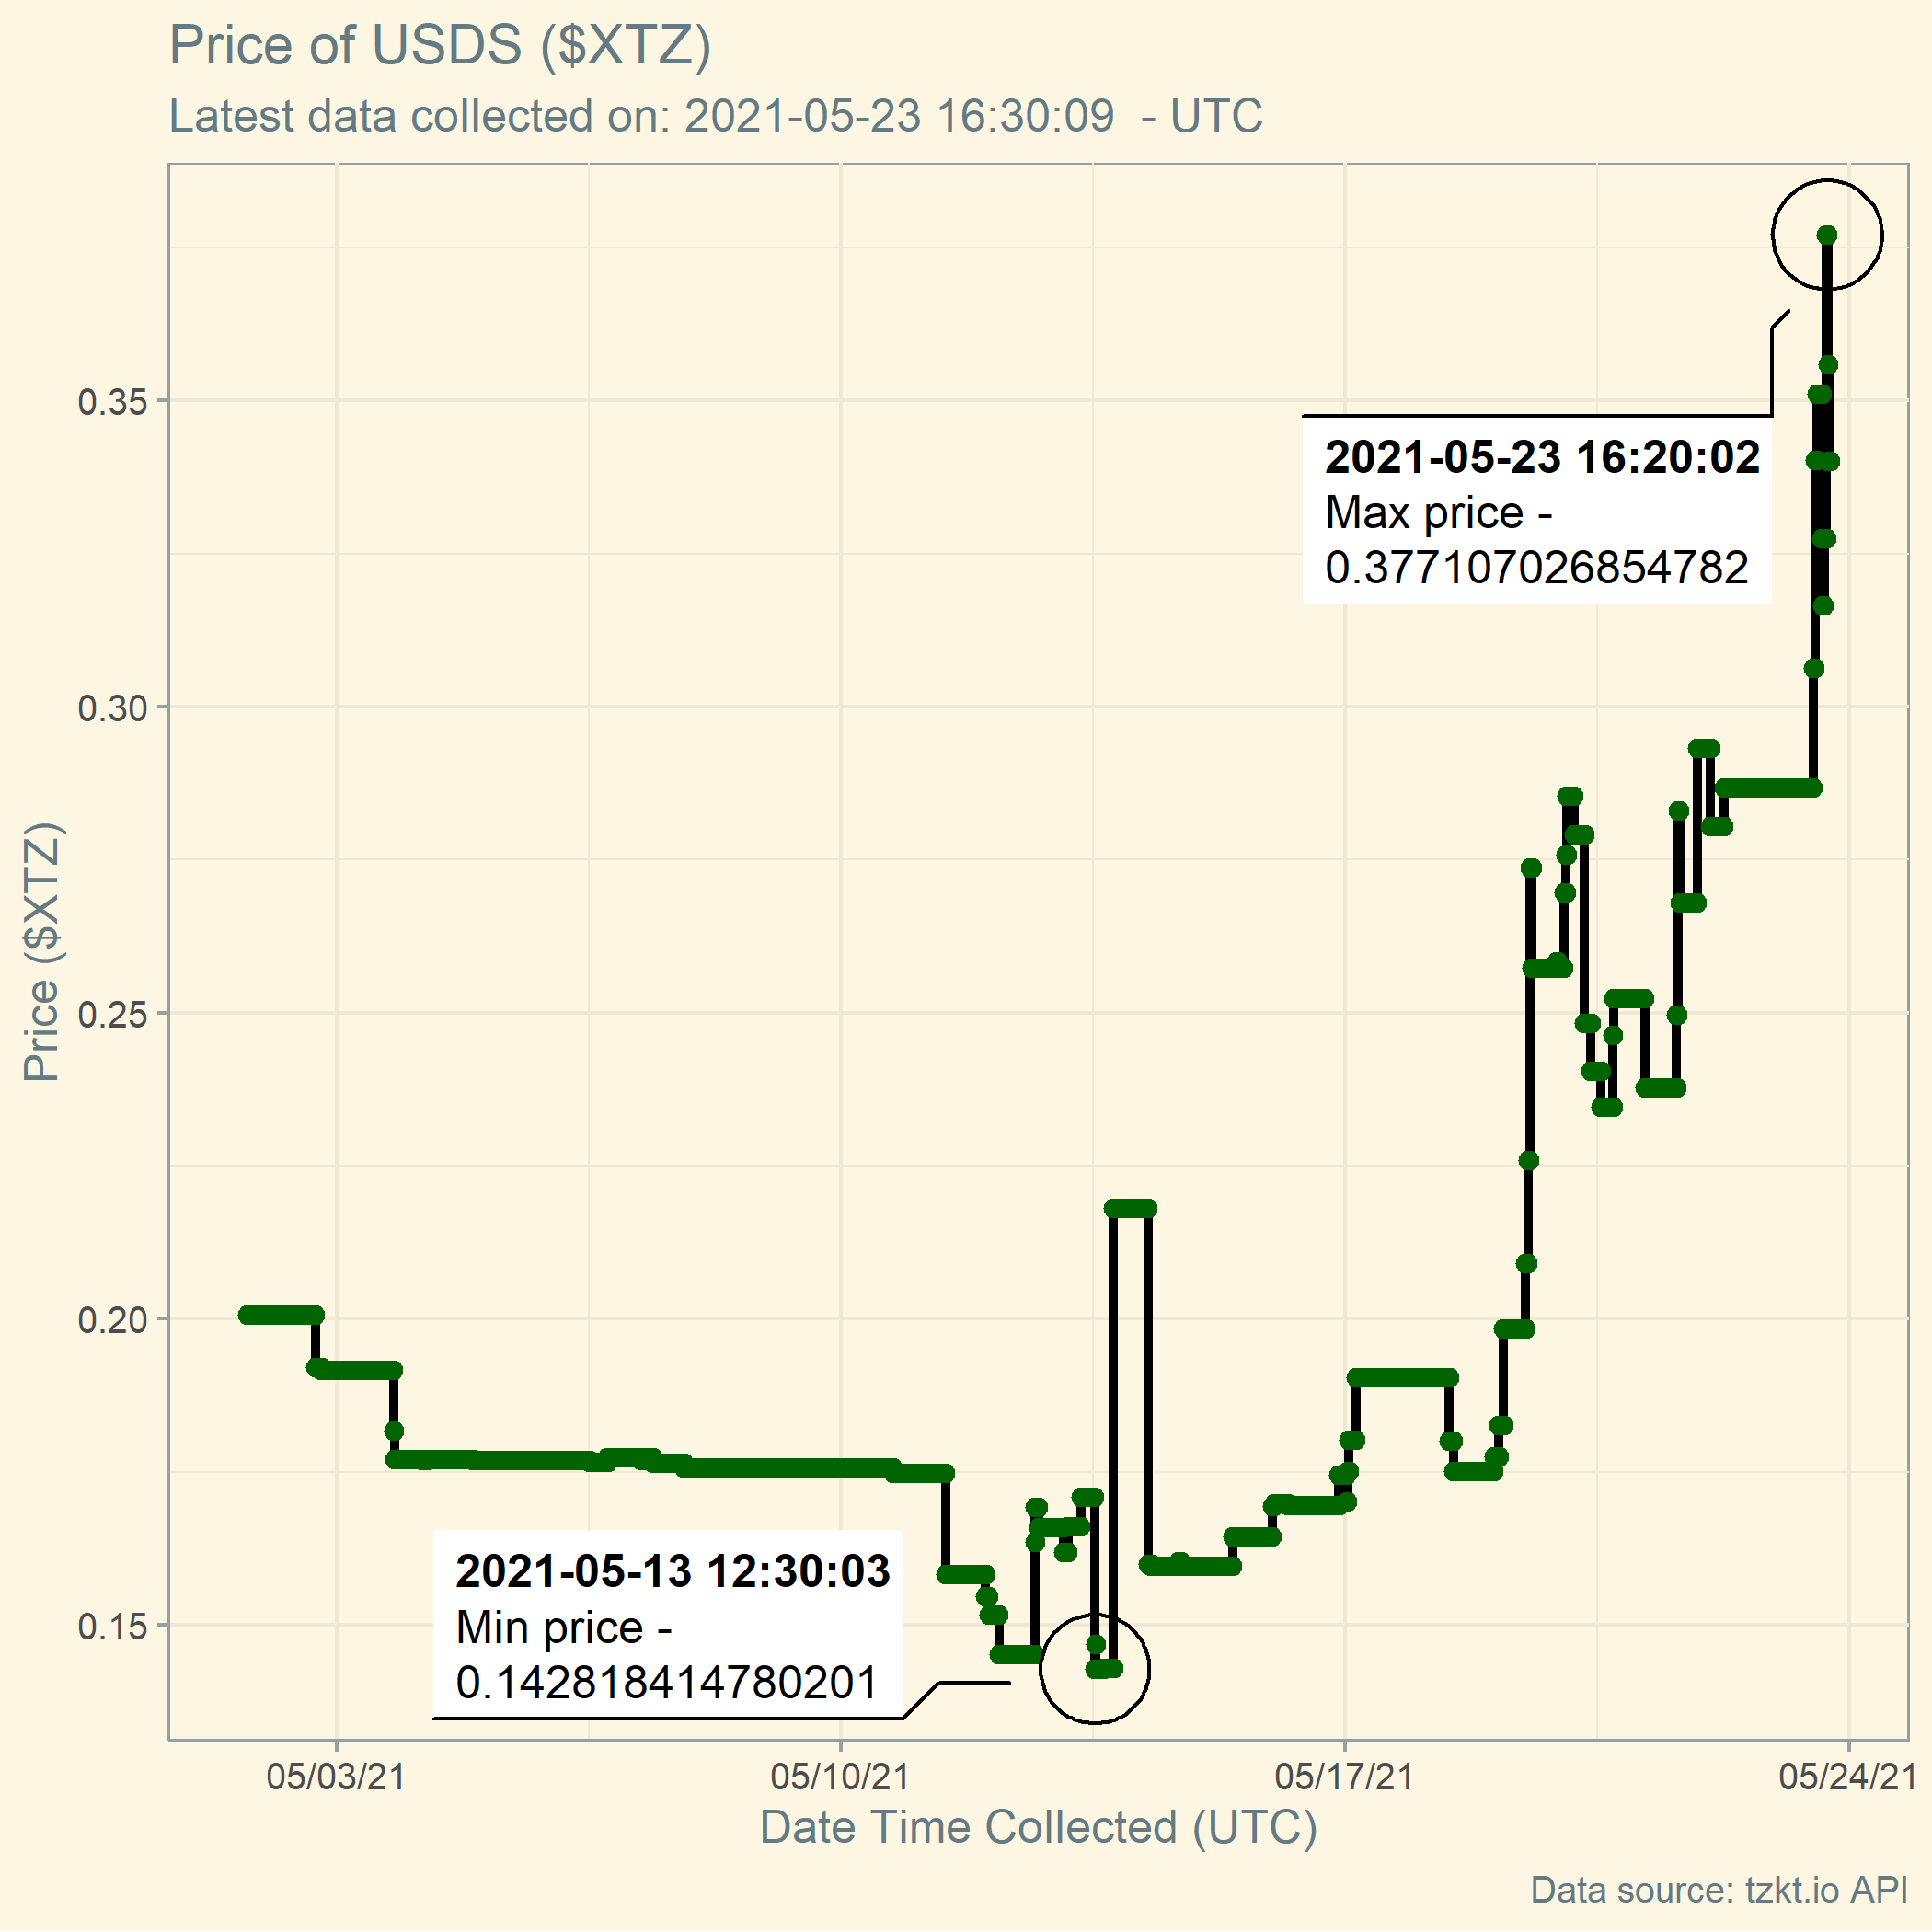 Price of USDS ($XTZ)
Latest data collected on: 2021-05-23 16:30:09  - UTC
Price ($XTZ)
0.35
0.30
0.25
0.20
0.15
2021-05-23 16:20:02
Max price -
0.377107026854782
2021-05-13 12:30:03
Min price -
0.142818414780201
05/03/21
05/10/21
05/17/21
05/24/21
Date Time Collected (UTC)
Data source: tzkt.io API